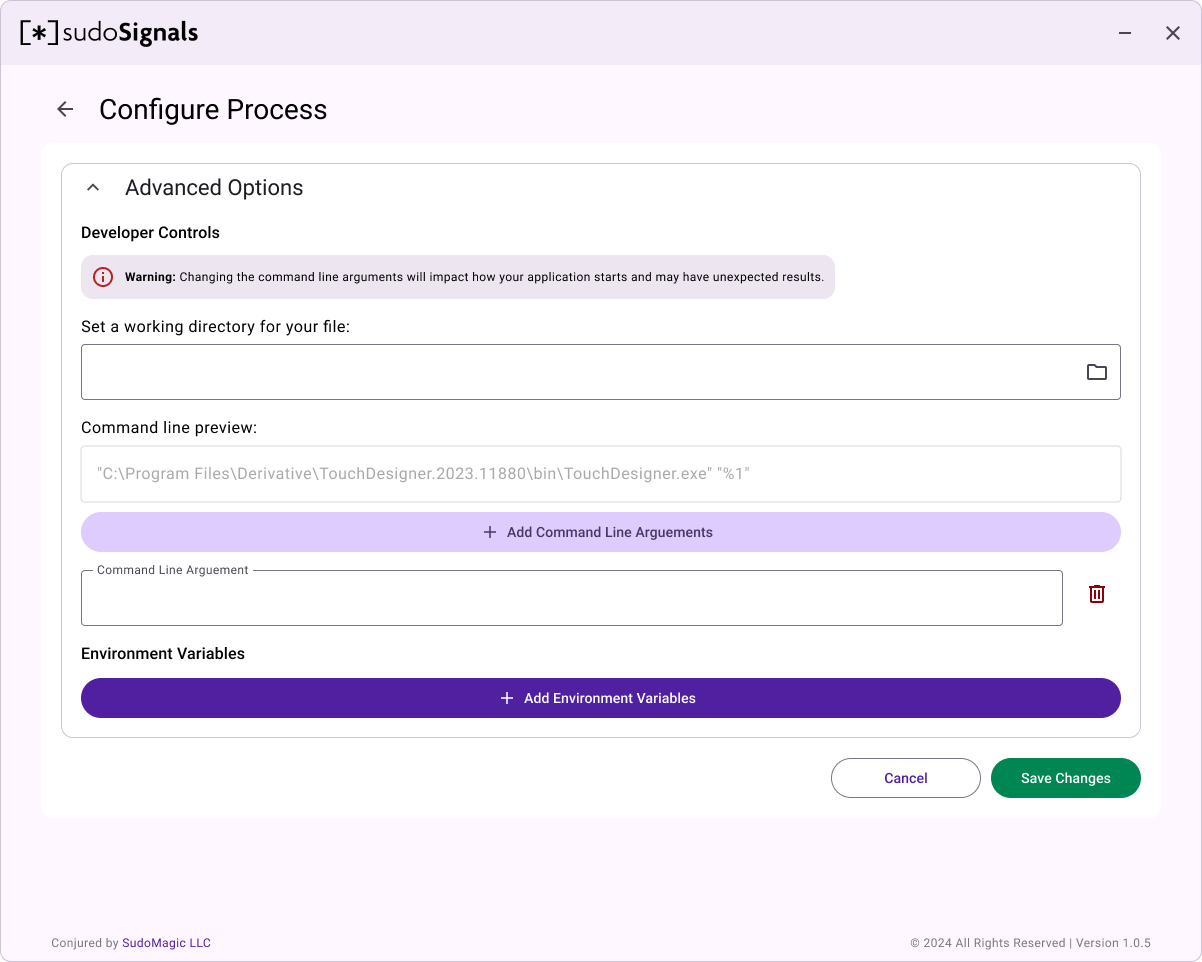 [*]sudoSignals
Configure Process
Advanced Options
Developer Controls
Warning: Changing the command line arguments will impact how your application starts and may have unexpected results.
Set a working directory for your file:
Command line preview:
"C:\Program Files\Derivative\TouchDesigner.2023.11880\bin\TouchDesigner.exe" "%1"
Add Command Line Arguements
Command Line Arguement
Environment Variables
Add Environment Variables
Cancel
Save Changes
Conjured by SudoMagic LLC
© 2024 All Rights Reserved | Version 1.0.5